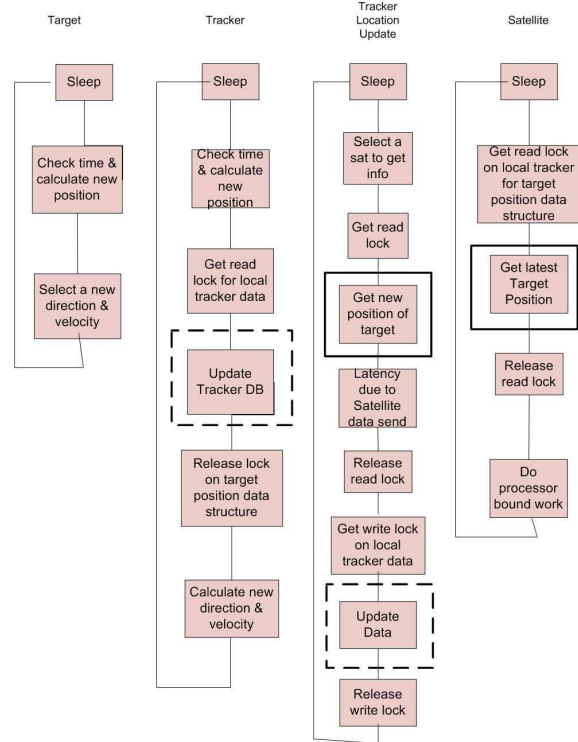 Target
Tracker
Tracker
Location
Update
Satellite
Sleep
Check time &
calculate new
position
Select a new
direction &
velocity
Sleep
Check time
& calculate
new position
Get read
lock for local
tracker data
Update
Tracker DB
Release lock
on target
position data
structure
Calculate new
direction &
velocity
Sleep
Select a
sat to get
info
Get read
lock
Get new
position of
target
Latency
due to
Satellite
data send
Release
read lock
Get write lock
on local
tracker data
Update
Data
Release
write lock
Sleep
Get read lock
on local tracker
for target
position data
structure
Get latest
Target
Position
Release
read lock
Do
processor
bound work